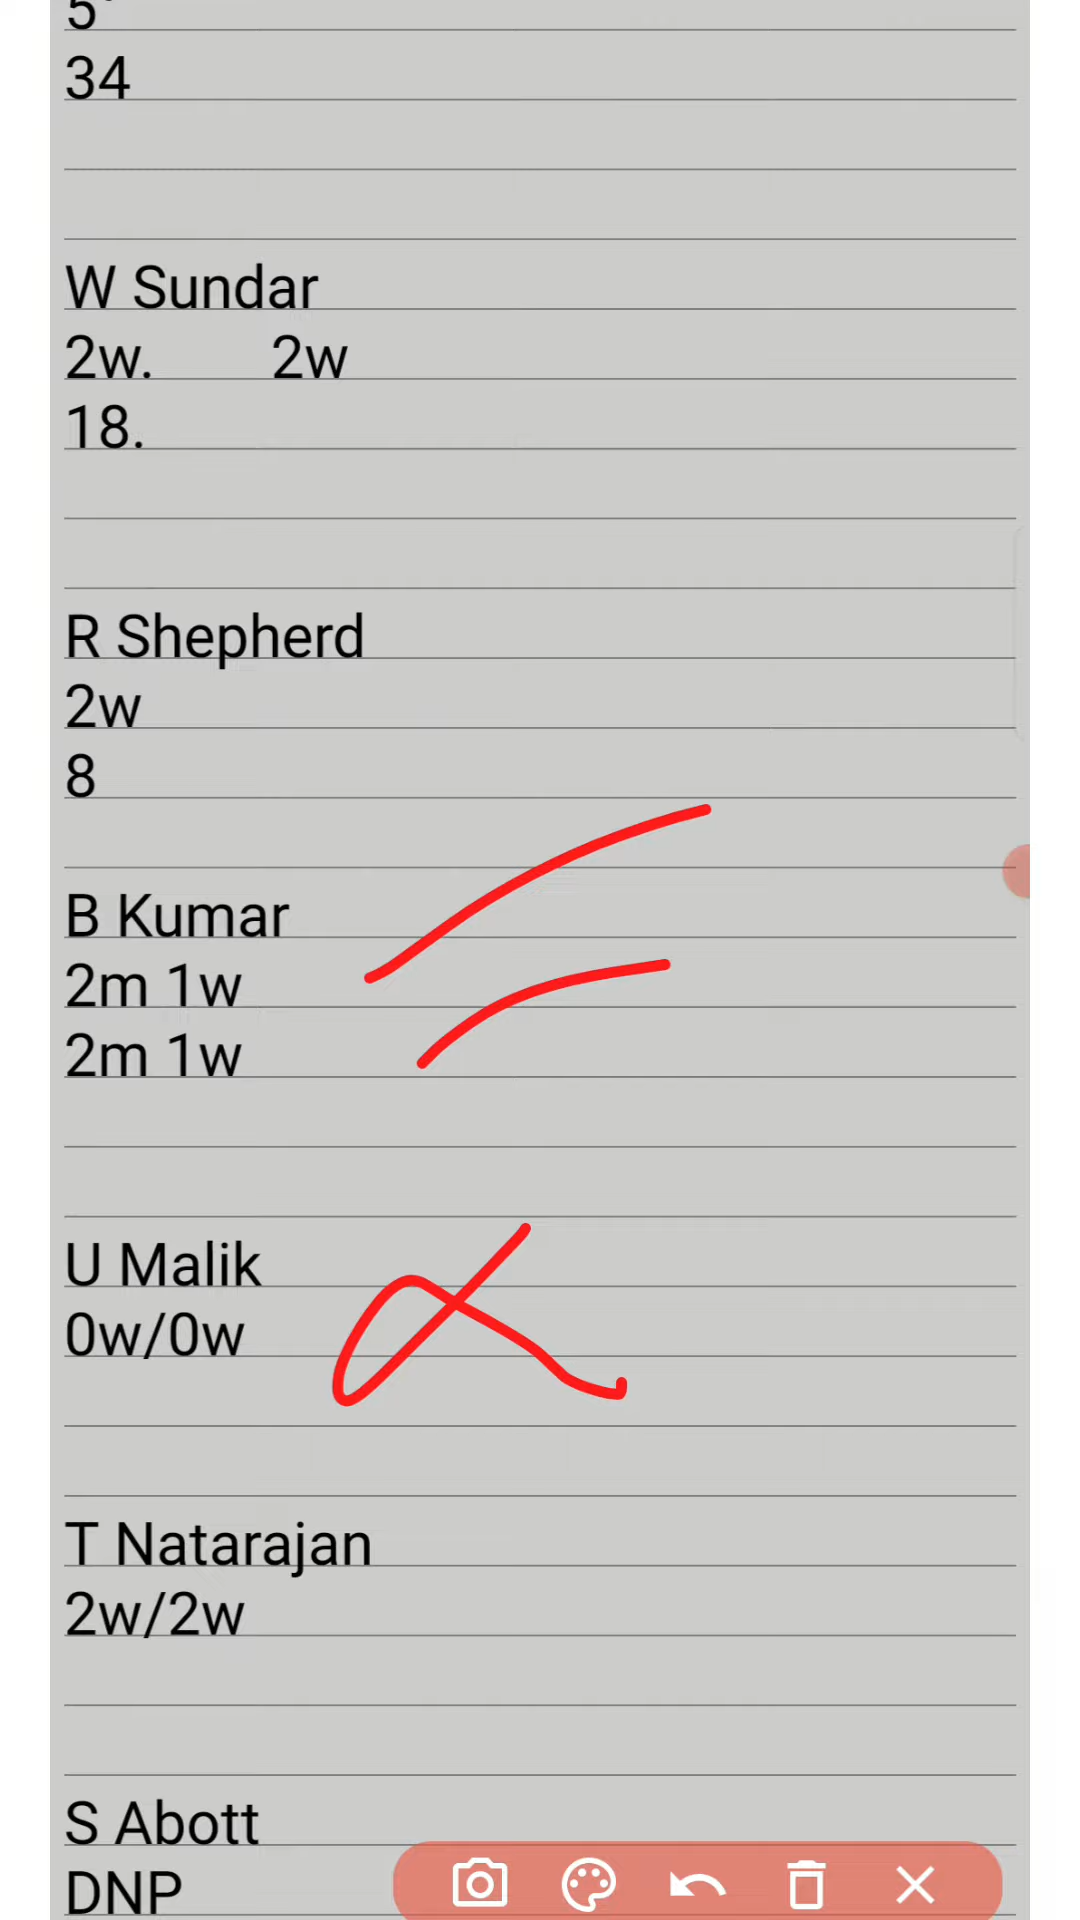 5
34
W Sundar
2w. 2w
18.
R Shepherd
2w
8
B Kumar
2m 1w
2m 1w
U Malik
0w/0w
T Natarajan
2w/2w
S Abott
DNP